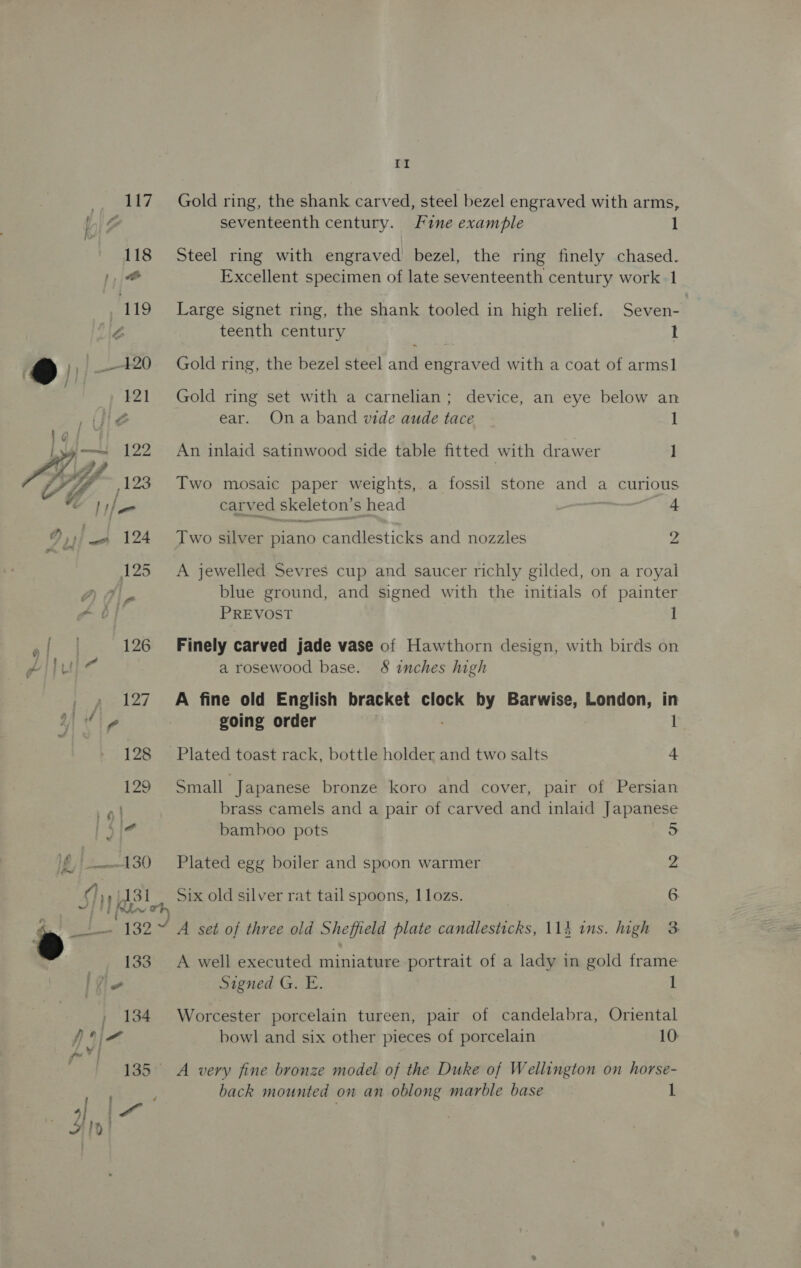 II
117 Gold ring, the shank carved, steel bezel engraved with arms,
seventeenth century. Fine example 1
118 Steel ring with engraved bezel, the ring finely chased.
Excellent specimen of late seventeenth century work 1
119 Large signet ring, the shank tooled in high relief. Seven-
teenth century 1
120 Gold ring, the bezel steel and engraved with a coat of arms1
121 Gold ring set with a carnelian; device, an eye below an
ear. On a band vide aude tace 1
122 An inlaid satinwood side table fitted with drawer 1
123 Two mosaic paper weights, a fossil stone and a curious
carved skeleton's head 4
124 Two silver piano candlesticks and nozzles 2
125 A jewelled Sevres cup and saucer richly gilded, on a royal
blue ground, and signed with the initials of painter
PREVOST 1
126 Finely carved jade vase of Hawthorn design, with birds on
a rosewood base. 8 inches high
127 A fine old English bracket clock by Barwise, London, in
going order 1
128 Plated toast rack, bottle holder and two salts 4
129 Small Japanese bronze koro and cover, pair of Persian
brass camels and a pair of carved and inlaid Japanese
bamboo pots 5
130 Plated egg boiler and spoon warmer 2
131 Six old silver rat tail spoons, 11ozs. 6
132 A set of three old Sheffield plate candlesticks, 11½ ins. high 3
133 A well executed miniature portrait of a lady in gold frame
Signed G. E. 1
134 Worcester porcelain tureen, pair of candelabra, Oriental
bowl and six other pieces of porcelain 10
135 A very fine bronze model of the Duke of Wellington on horse-
back mounted on an oblong marble base 1